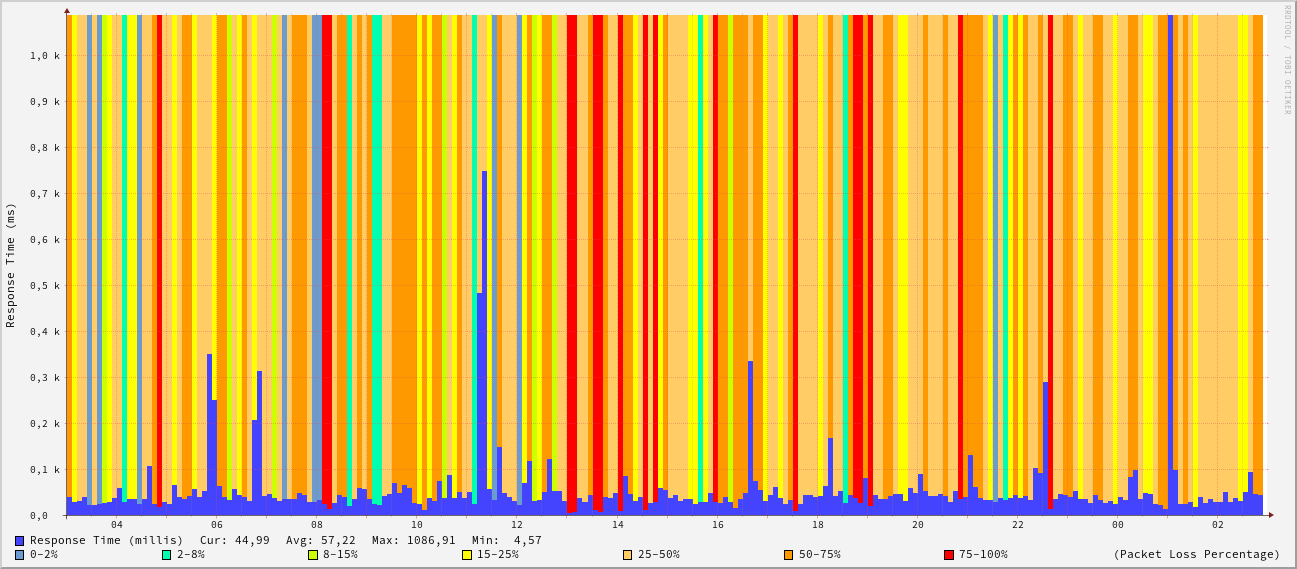 RRDTOOL / TOBI OETIKER
Response Time (ms)
1,0 k
0,9 k
0,8 k
0,7 k
0,6 k
0,5 k
0,4 k
0,3 k
0,2 k
0,1 k
0,0
04 06 08 10 12 14 16 18 20 22 00 02
Response Time (millis) Cur: 44,99 Avg: 57,22 Max: 1086,91 Min: 4,57
0-2% 2-8% 8-15% 15-25% 25-50% 50-75% 75-100% (Packet Loss Percentage)